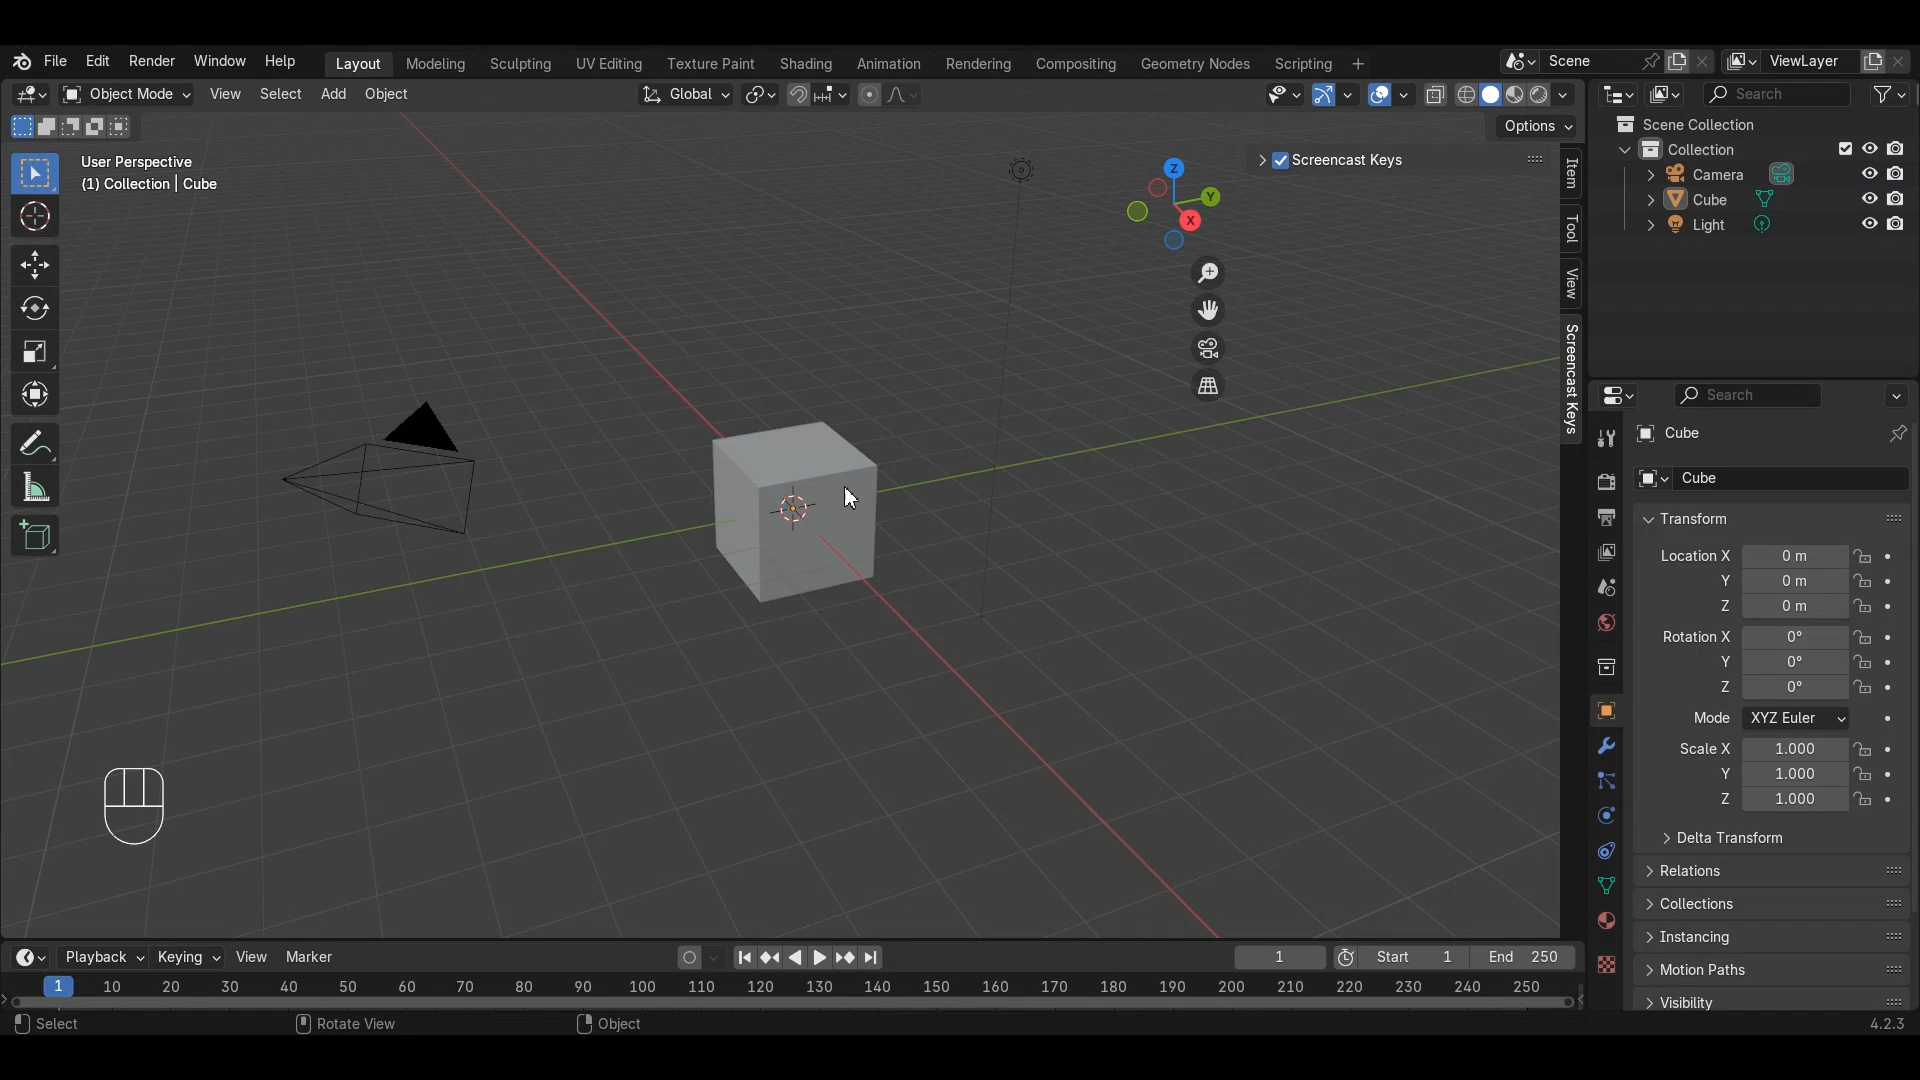 File Edit Render Window Help Layout Modeling Sculpting UV Editing Texture Paint Shading Animation Rendering Compositing Geometry Nodes Scripting + Scene ViewLayer
Object Mode View Select Add Object Global Search
Options
User Perspective
(1) Collection | Cube
Screencast Keys
Z
Y
X
Item
Tool
View
Screencast Keys
Scene Collection
Collection
Camera
Cube
Light
Search
Cube
Cube
Transform
Location X 0 m
Y 0 m
Z 0 m
Rotation X 0°
Y 0°
Z 0°
Mode XYZ Euler
Scale X 1.000
Y 1.000
Z 1.000
Delta Transform
Relations
Collections
Instancing
Motion Paths
Visibility
Playback Keying View Marker 1 Start 1 End 250
1 10 20 30 40 50 60 70 80 90 100 110 120 130 140 150 160 170 180 190 200 210 220 230 240 250
Select Rotate View Object 4.2.3